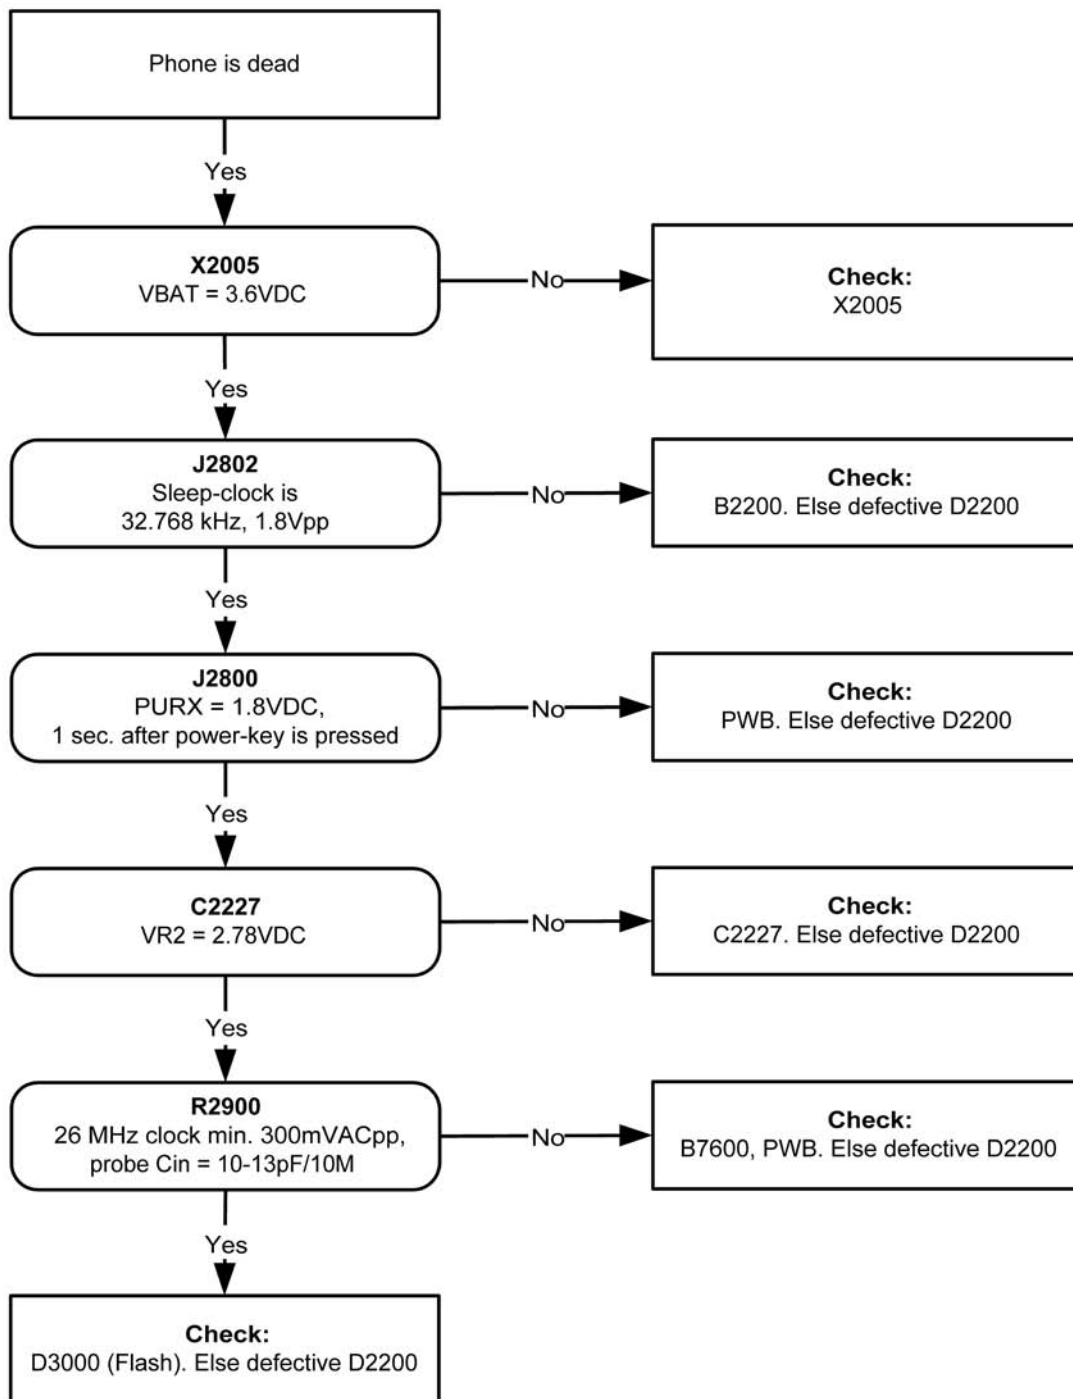 Phone is dead
Yes
X2005
VBAT = 3.6VDC
No
Check:
X2005
Yes
J2802
Sleep-clock is
32.768 kHz, 1.8Vpp
No
Check:
B2200. Else defective D2200
Yes
J2800
PURX = 1.8VDC,
1 sec. after power-key is pressed
No
Check:
PWB. Else defective D2200
Yes
C2227
VR2 = 2.78VDC
No
Check:
C2227. Else defective D2200
Yes
R2900
26 MHz clock min. 300mVACpp,
probe Cin = 10-13pF/10M
No
Check:
B7600, PWB. Else defective D2200
Yes
Check:
D3000 (Flash). Else defective D2200